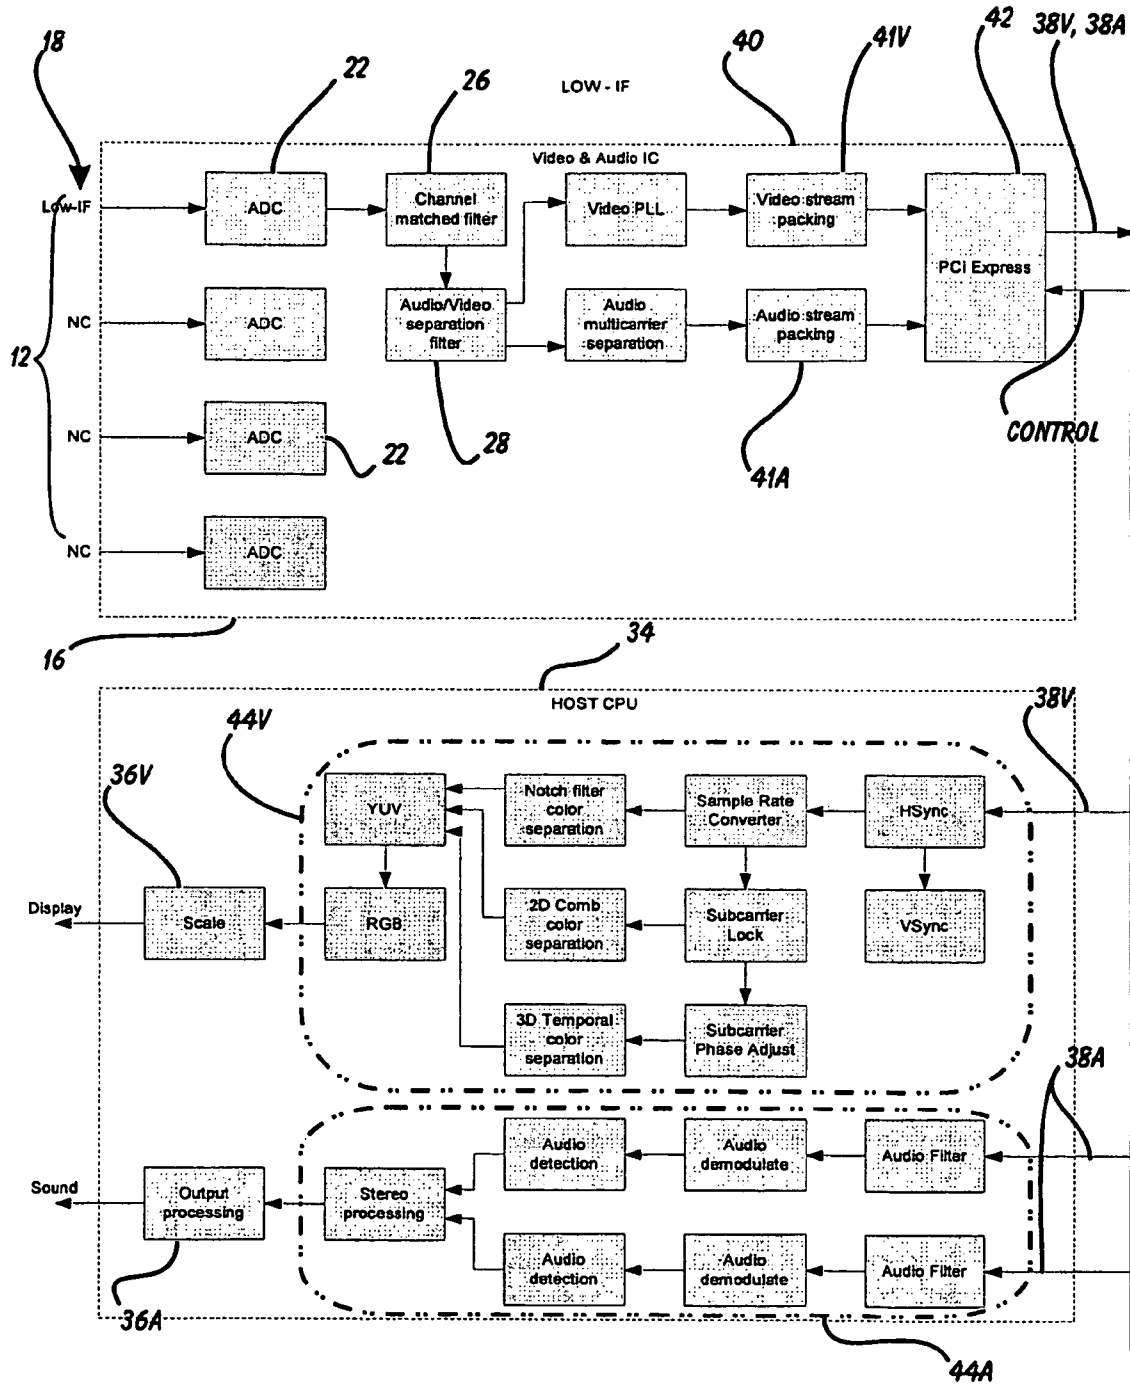 18
22
26
LOW-IF
40
41V
42
38V, 38A
Video & Audio IC
Low-IF
ADC
Channel
matched filter
Video PLL
Video stream
packing
PCI Express
NC
ADC
Audio/Video
separation
filter
Audio
multicarrier
separation
Audio stream
packing
12
NC
ADC
22
28
41A
CONTROL
NC
ADC
16
34
HOST CPU
44V
38V
36V
YUV
Notch filter
color
separation
Sample Rate
Converter
HSync
Display
Scale
RGB
2D Comb
color
separation
Subcarrier
Lock
VSync
3D Temporal
color
separation
Subcarrier
Phase Adjust
38A
Audio
detection
Audio
demodulate
Audio Filter
Sound
Output
processing
Stereo
processing
Audio
detection
Audio
demodulate
Audio Filter
36A
44A